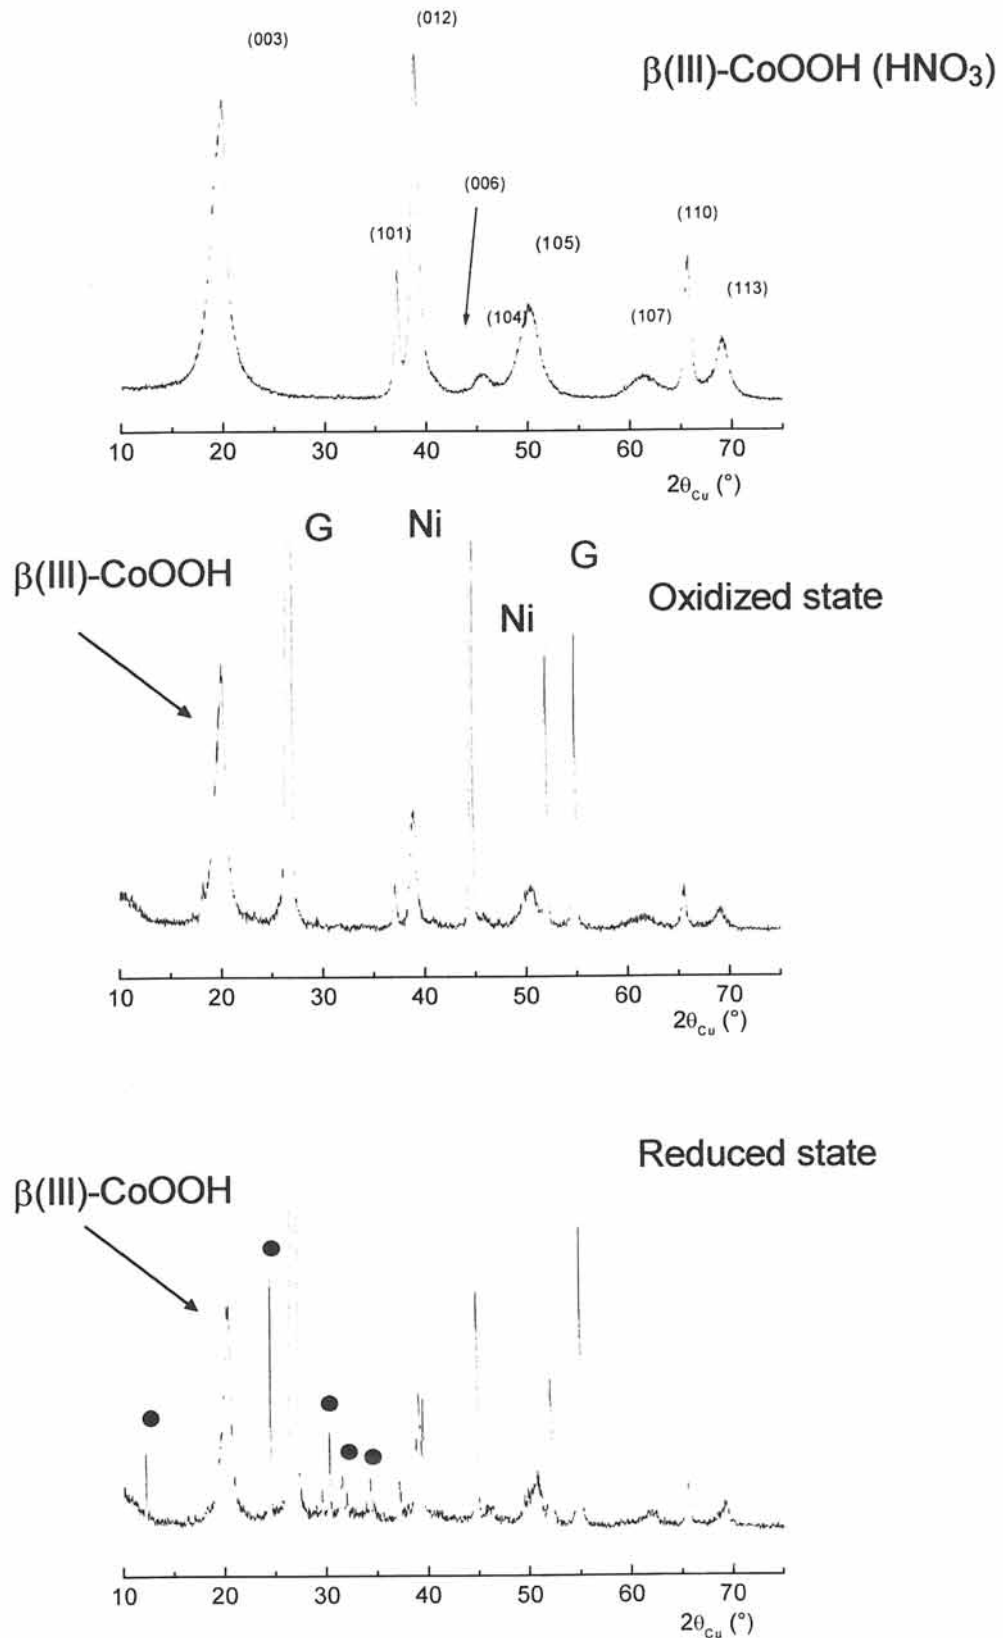 (003)
(012)
β(III)-CoOOH (HNO₃)
(006)
(101)
(110)
(105)
(113)
(104)
(107)
10 20 30 40 50 60 70
2θCu (°)
G
Ni
G
β(III)-CoOOH
Oxidized state
Ni
10 20 30 40 50 60 70
2θCu (°)
Reduced state
β(III)-CoOOH
10 20 30 40 50 60 70
2θCu (°)